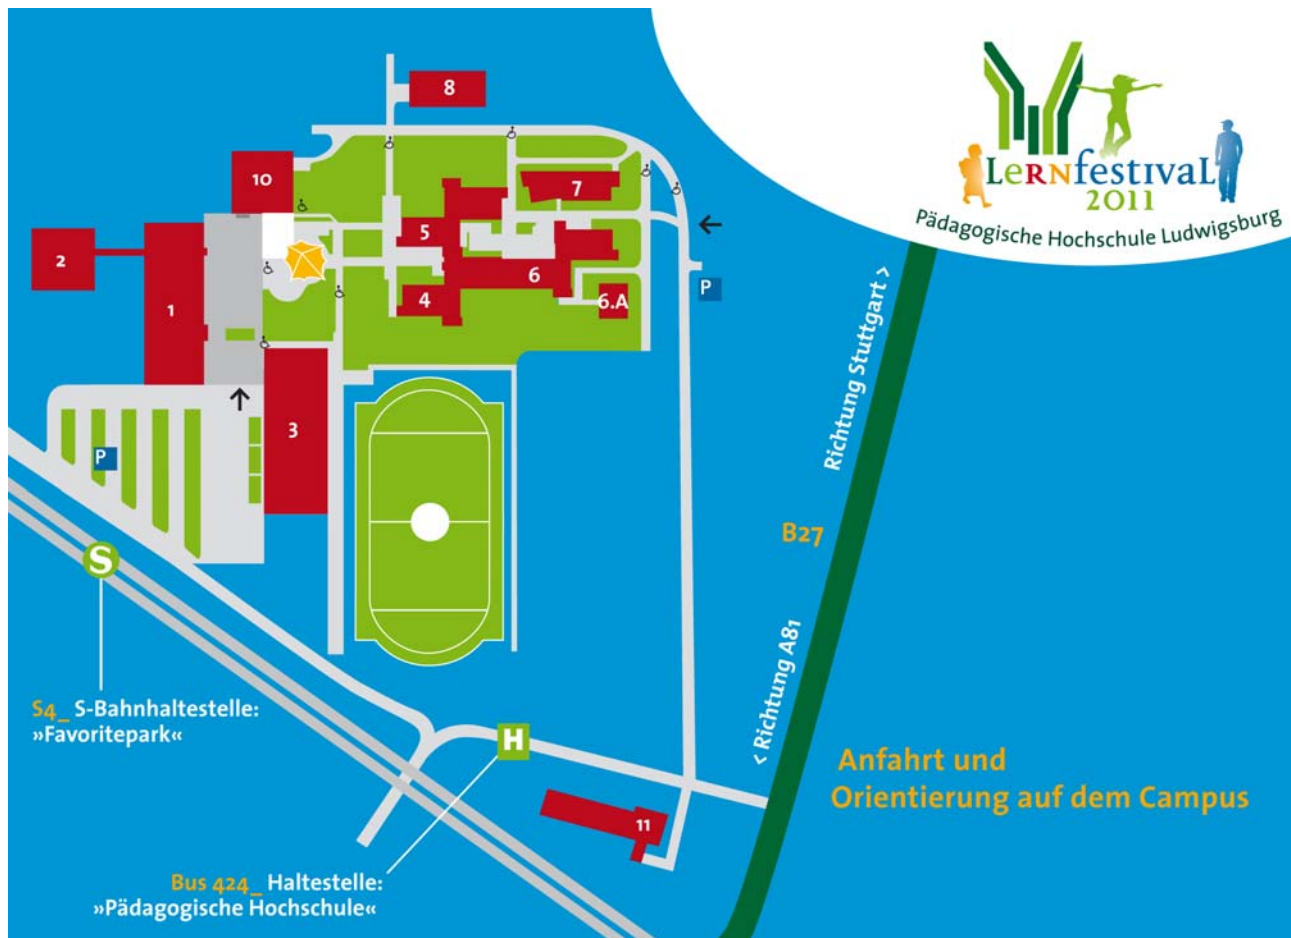 LeRNfestival
2011
Pädagogische Hochschule Ludwigsburg
8
10
7
5
2
6
P
4
6.A
1
Richtung Stuttgart >
3
P
B27
S
< Richtung A81
S4_ S-Bahnhaltestelle:
»Favoritepark«
H
Anfahrt und
Orientierung auf dem Campus
11
Bus 424_ Haltestelle:
»Pädagogische Hochschule«